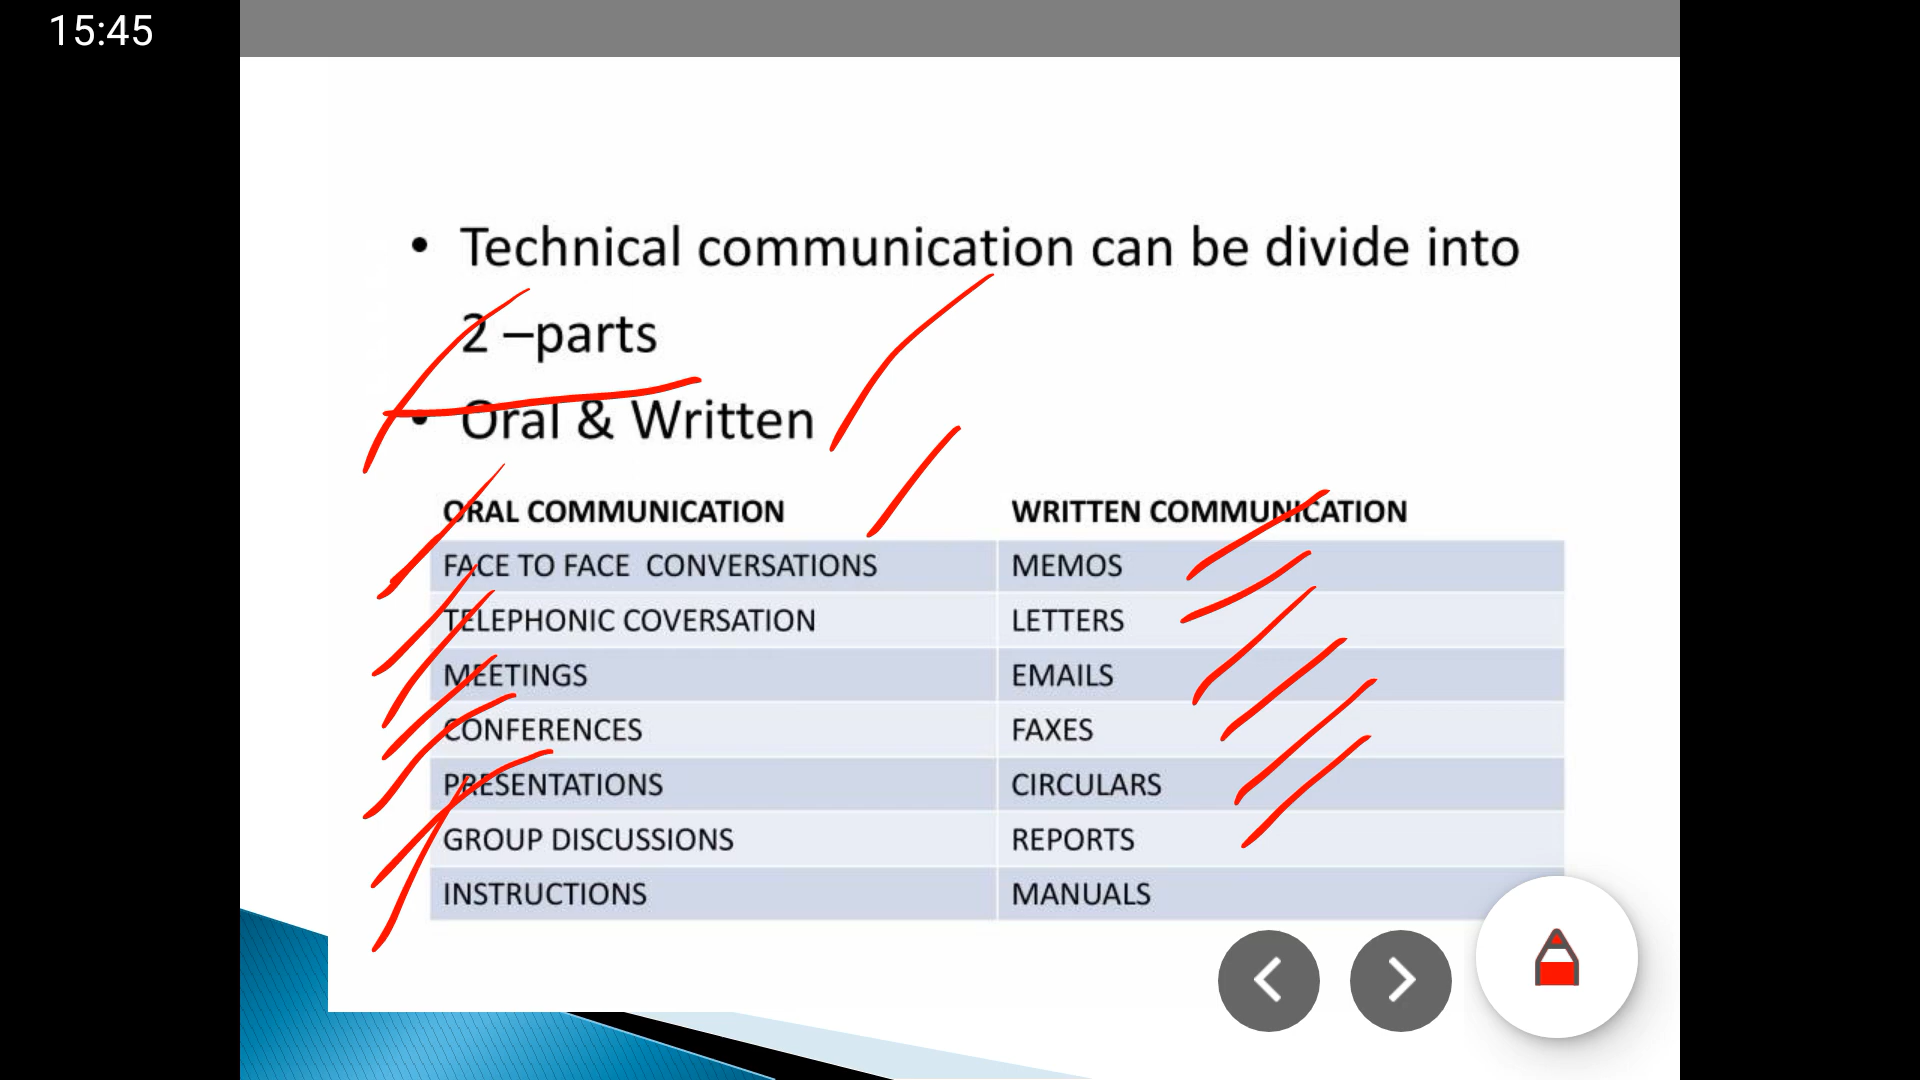 15:45
• Technical communication can be divide into
2 –parts
• Oral & Written
ORAL COMMUNICATION WRITTEN COMMUNICATION
FACE TO FACE CONVERSATIONS MEMOS
TELEPHONIC COVERSATION LETTERS
MEETINGS EMAILS
CONFERENCES FAXES
PRESENTATIONS CIRCULARS
GROUP DISCUSSIONS REPORTS
INSTRUCTIONS MANUALS